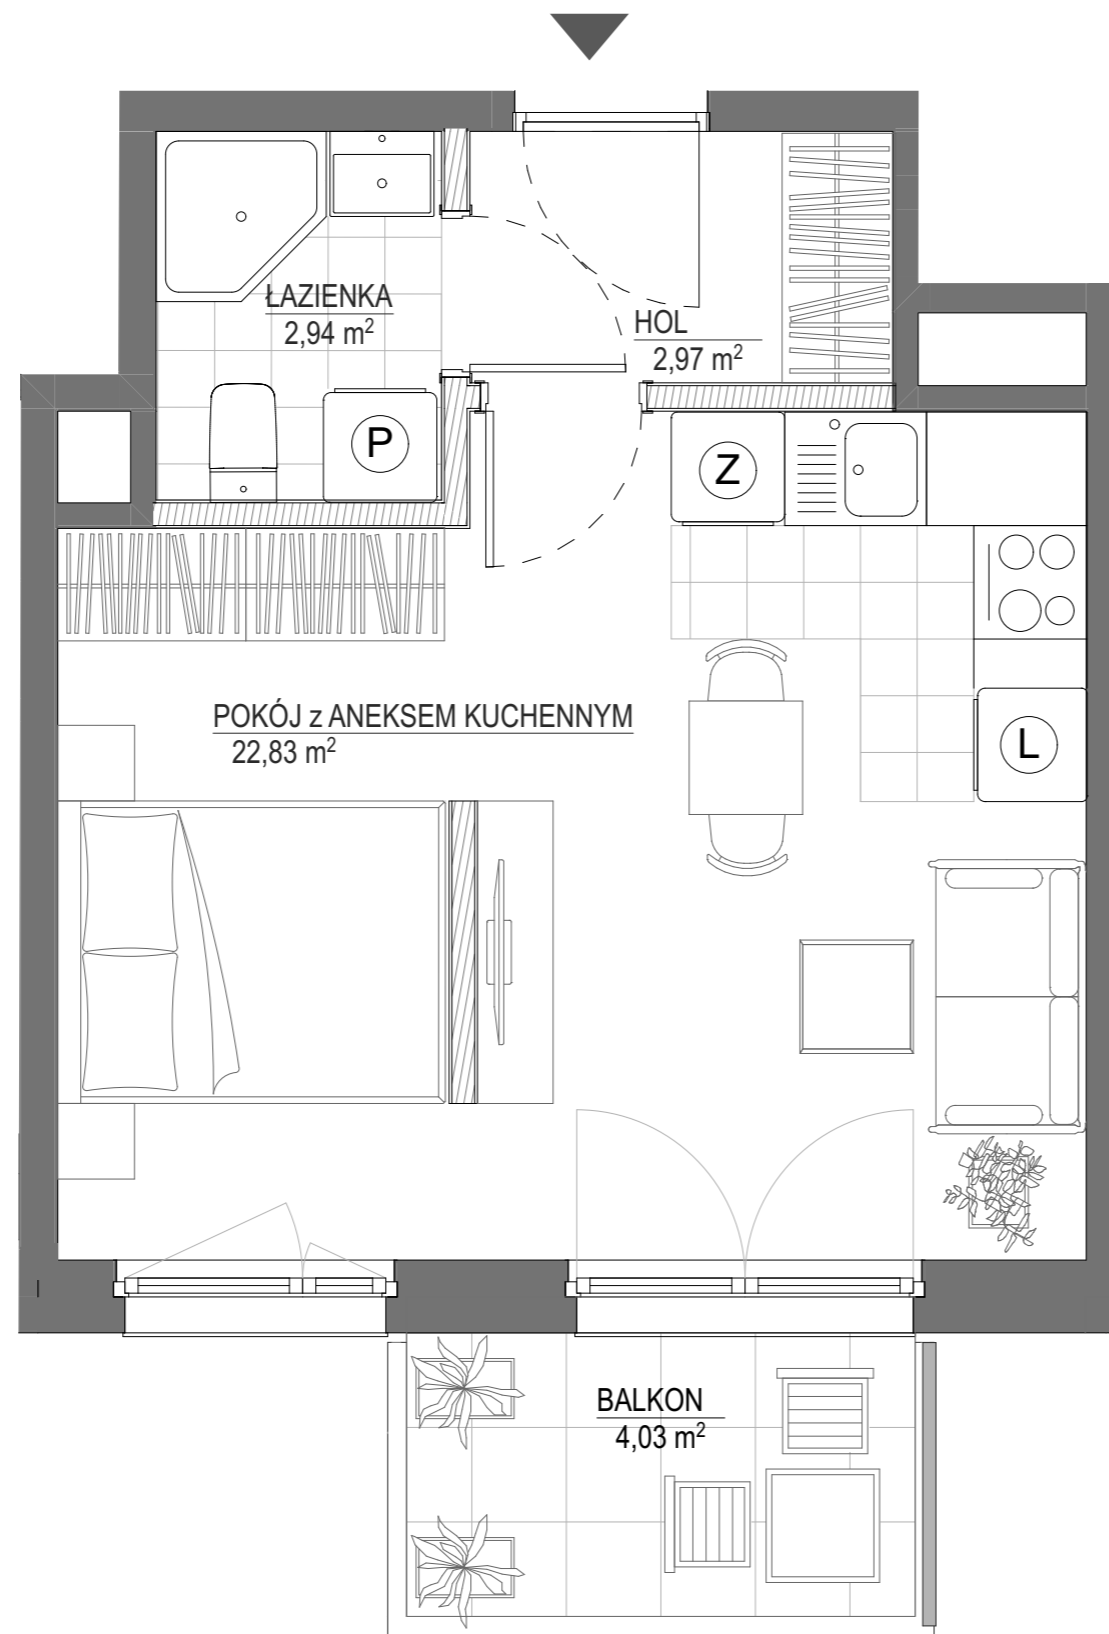 ŁAZIENKA
2,94 m²
HOL
2,97 m²
P
Z
POKÓJ z ANEKSEM KUCHENNYM
22,83 m²
L
BALKON
4,03 m²